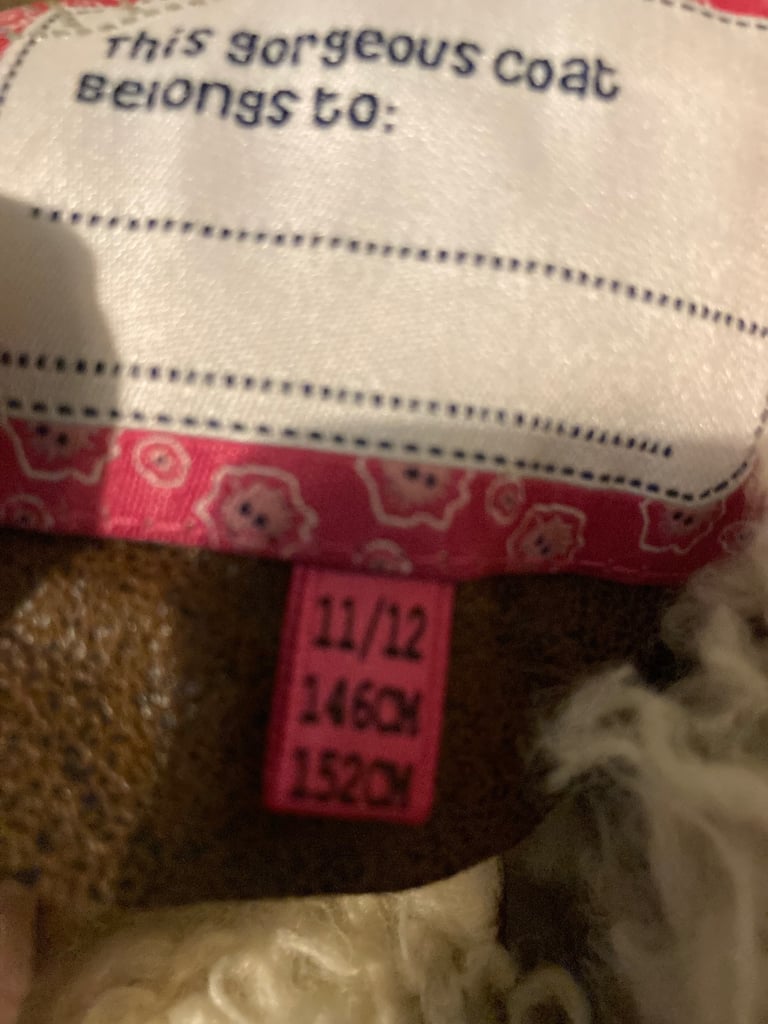 This gorgeous coat
Belongs to:
11/12
146CM
152CM